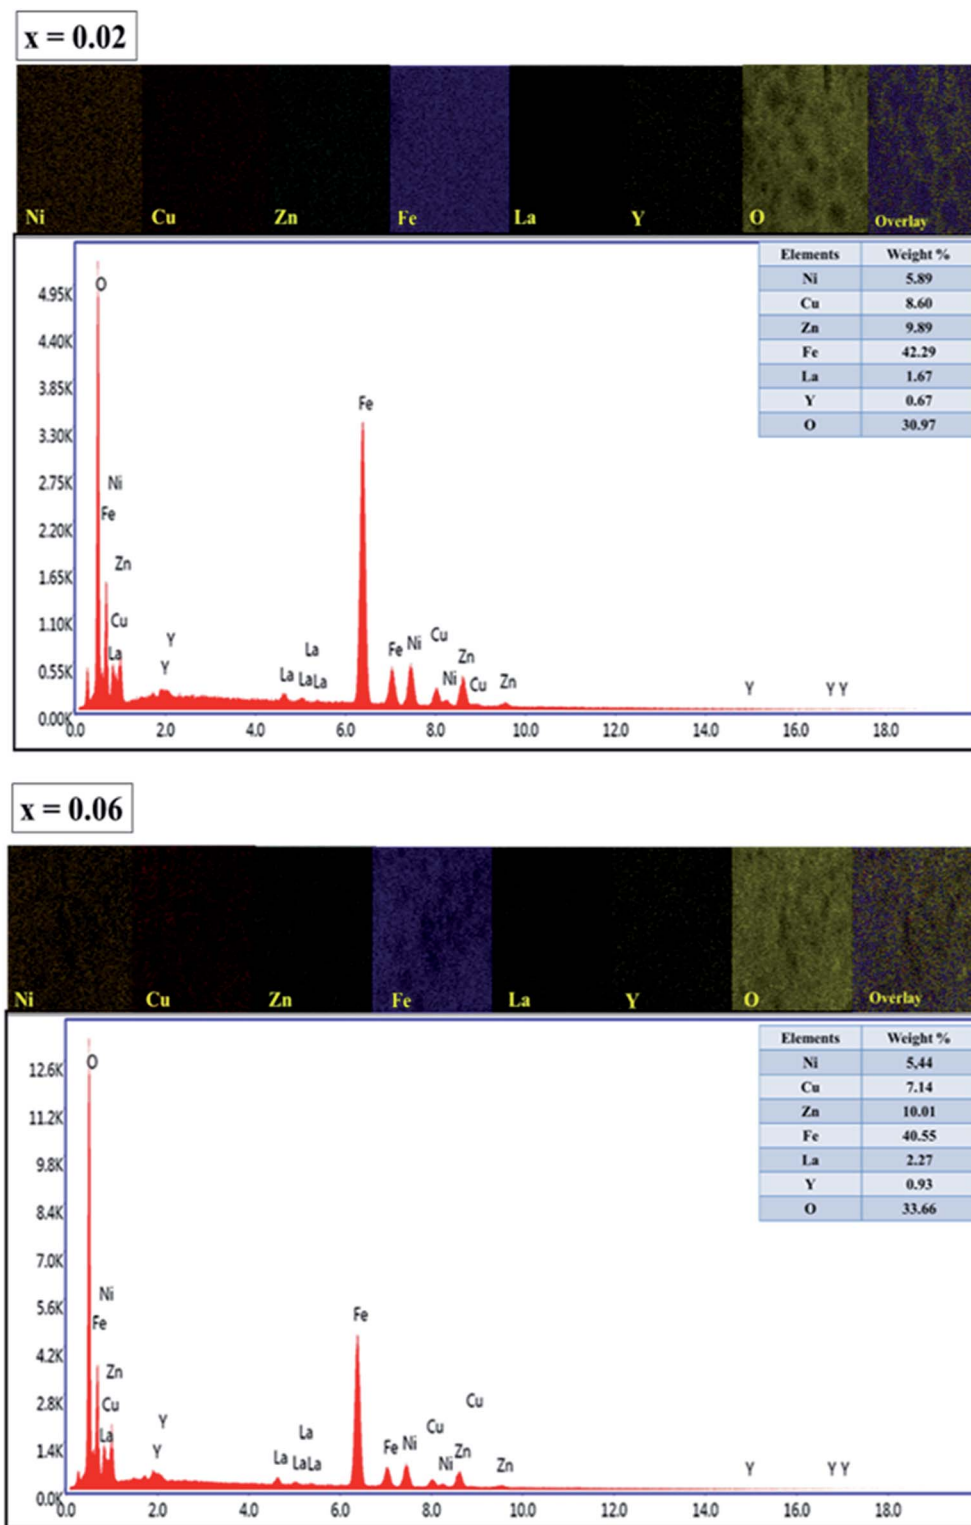 x = 0.02
Ni Cu Zn Fe La Y O Overlay
Elements Weight %
Ni 5.89
Cu 8.60
Zn 9.89
Fe 42.29
La 1.67
Y 0.67
O 30.97
4.95K
4.40K
3.85K
3.30K
2.75K
2.20K
1.65K
1.10K
0.55K
0.00K
O
Ni
Fe
Zn
Cu
La
Y
Y
La
La
La La
Fe
Fe
Ni
Cu
Ni
Zn
Cu
Zn
Y
Y Y
0.0 2.0 4.0 6.0 8.0 10.0 12.0 14.0 16.0 18.0
x = 0.06
Ni Cu Zn Fe La Y O Overlay
Elements Weight %
Ni 5.44
Cu 7.14
Zn 10.01
Fe 40.55
La 2.27
Y 0.93
O 33.66
12.6K
11.2K
9.8K
8.4K
7.0K
5.6K
4.2K
2.8K
1.4K
0.0K
O
Ni
Fe
Zn
Cu
La
Y
Y
La
La
La La
Fe
Fe
Ni
Cu
Ni
Cu
Zn
Zn
Y
Y Y
0.0 2.0 4.0 6.0 8.0 10.0 12.0 14.0 16.0 18.0